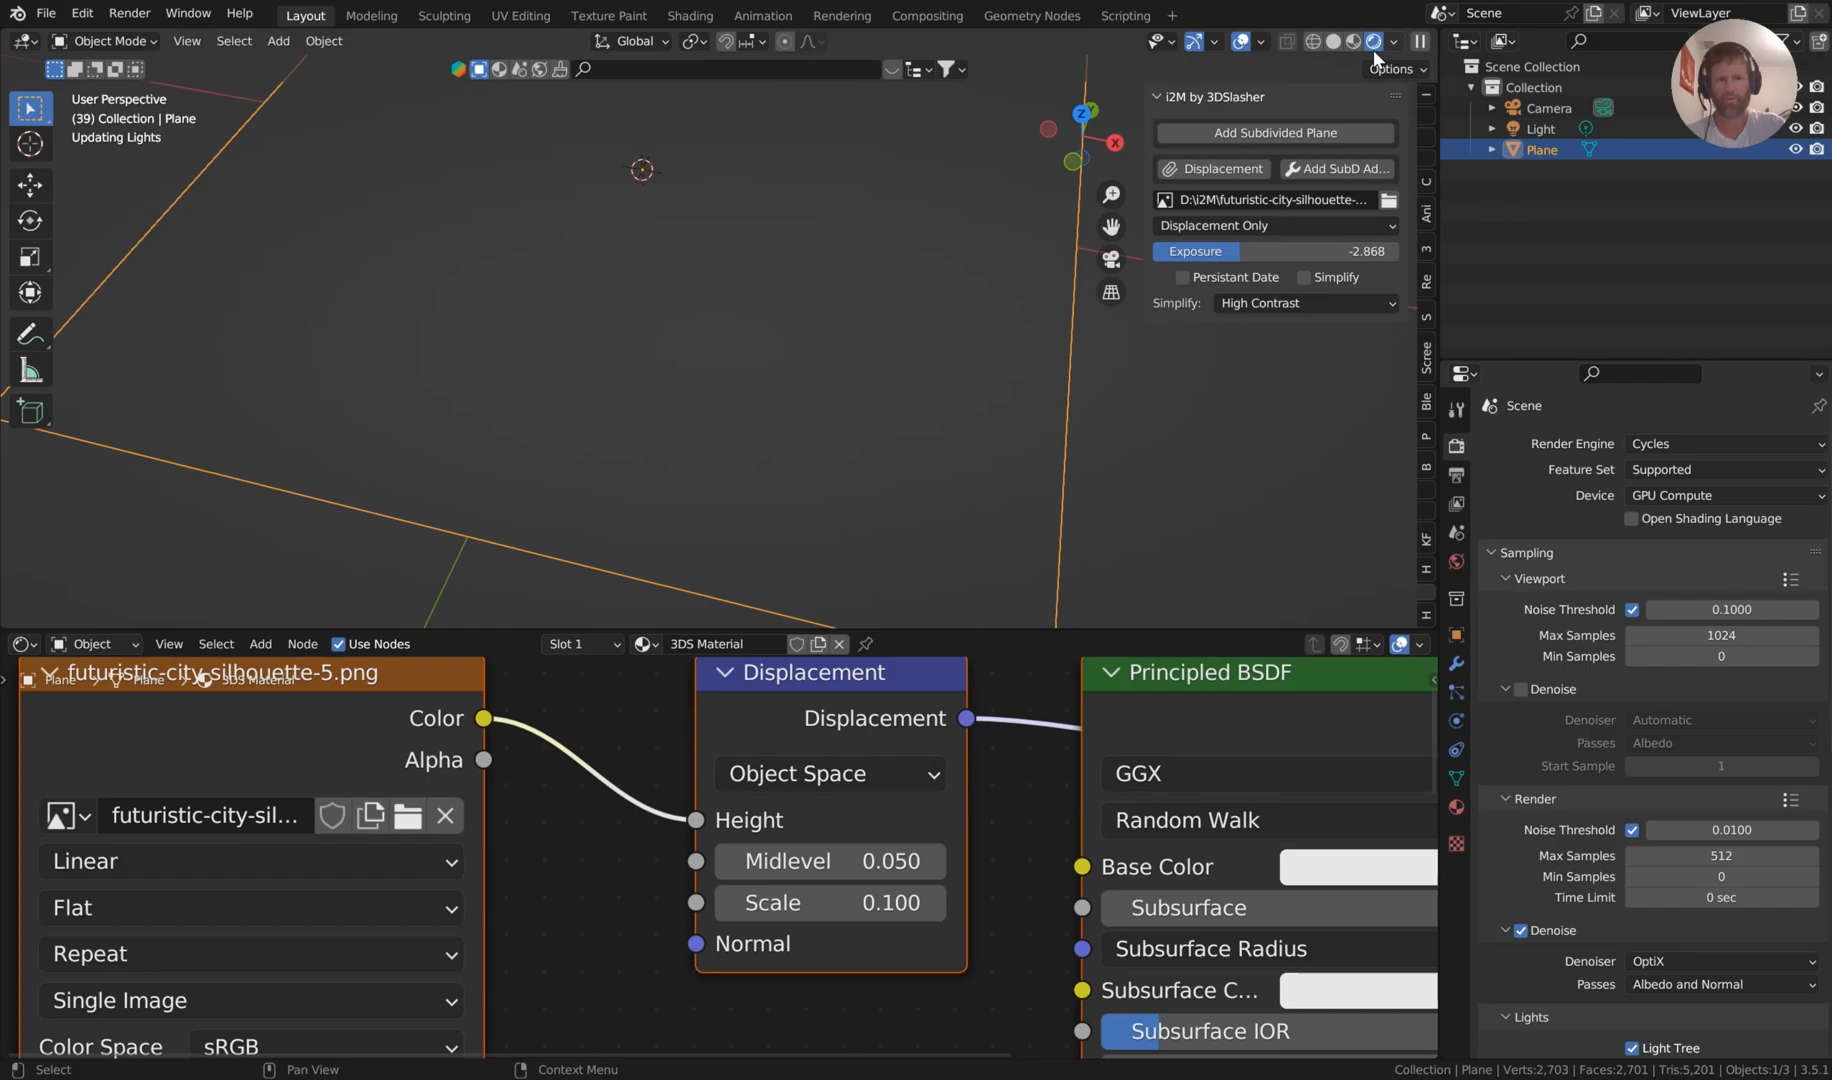 File Edit Render Window Help Layout Modeling Sculpting UV Editing Texture Paint Shading Animation Rendering Compositing Geometry Nodes Scripting + Scene ViewLayer
Object Mode View Select Add Object Global
Options
User Perspective
(39) Collection | Plane
Updating Lights
i2M by 3DSlasher
Add Subdivided Plane
Displacement Add SubD Ad...
D:\i2M\futuristic-city-silhouette-...
Displacement Only
Exposure -2.868
Persistant Date Simplify
Simplify: High Contrast
Z
X
C
Ani
3
Re
S
Scree
Ble
P
B
KF
H
H
Scene Collection
Collection
Camera
Light
Plane
Scene
Render Engine Cycles
Feature Set Supported
Device GPU Compute
Open Shading Language
Sampling
Viewport
Noise Threshold 0.1000
Max Samples 1024
Min Samples 0
Denoise
Denoiser Automatic
Passes Albedo
Start Sample 1
Render
Noise Threshold 0.0100
Max Samples 512
Min Samples 0
Time Limit 0 sec
Denoise
Denoiser OptiX
Passes Albedo and Normal
Lights
Light Tree
Object View Select Add Node Use Nodes Slot 1 3DS Material
futuristic-city-silhouette-5.png
Plane Plane 3DS Material
Color
Alpha
futuristic-city-sil...
Linear
Flat
Repeat
Single Image
Color Space sRGB
Displacement
Displacement
Object Space
Height
Midlevel 0.050
Scale 0.100
Normal
Principled BSDF
GGX
Random Walk
Base Color
Subsurface
Subsurface Radius
Subsurface C...
Subsurface IOR
Select Pan View Context Menu Collection | Plane | Verts:2,703 | Faces:2,701 | Tris:5,201 | Objects:1/3 | 3.5.1